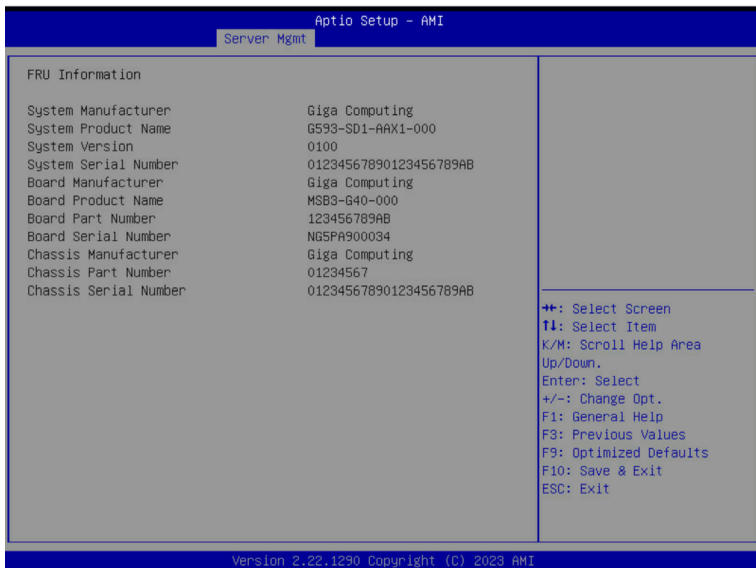 Aptio Setup – AMI
Server Mgmt
FRU Information
System Manufacturer Giga Computing
System Product Name G593-SD1-AAX1-000
System Version 0100
System Serial Number 01234567890123456789AB
Board Manufacturer Giga Computing
Board Product Name MSB3-G40-000
Board Part Number 123456789AB
Board Serial Number NG5PA900034
Chassis Manufacturer Giga Computing
Chassis Part Number 01234567
Chassis Serial Number 01234567890123456789AB
→←: Select Screen
↑↓: Select Item
K/M: Scroll Help Area
Up/Down.
Enter: Select
+/-: Change Opt.
F1: General Help
F3: Previous Values
F9: Optimized Defaults
F10: Save & Exit
ESC: Exit
Version 2.22.1290 Copyright (C) 2023 AMI